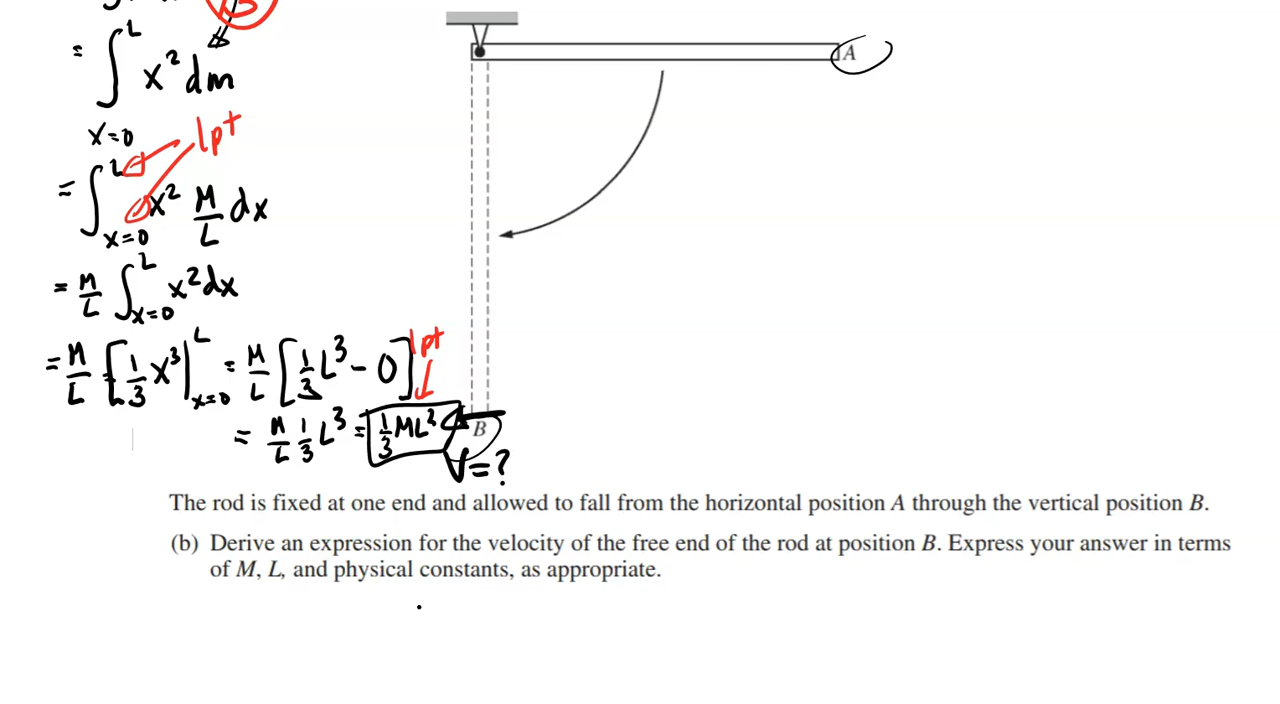 = ∫ L x² dm
x=0
1pt
= ∫ L x=0 x² M/L dx
= M/L ∫ L x=0 x² dx
= M/L [1/3 x³ | L x=0 = M/L [1/3 L³ - 0] 1pt
= M/L 1/3 L³ = 1/3 ML²
A
B
V=?
The rod is fixed at one end and allowed to fall from the horizontal position A through the vertical position B.
(b) Derive an expression for the velocity of the free end of the rod at position B. Express your answer in terms
of M, L, and physical constants, as appropriate.